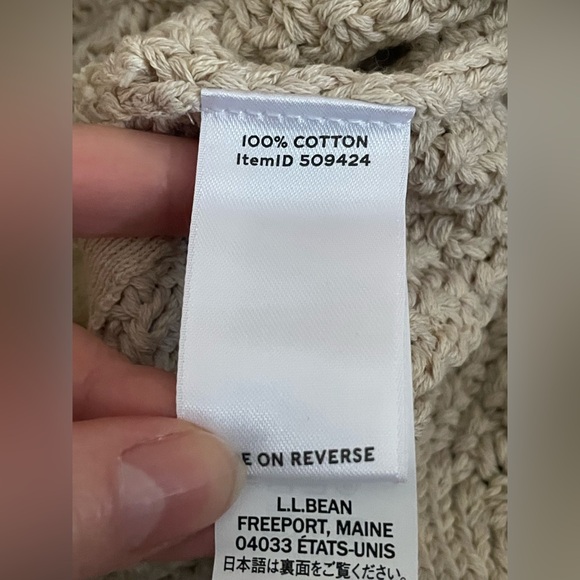 100% COTTON
ItemID 509424
E ON REVERSE
L.L.BEAN
FREEPORT, MAINE
04033 ÉTATS-UNIS
日本語は裏面をご覧ください。